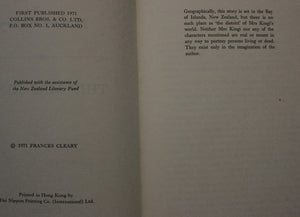 FIRST PUBLISHED 1971
COLLINS BROS. & CO LTD,
P.O. BOX NO. 1, AUCKLAND
Published with the assistance of
the New Zealand Literary Fund
© 1971 FRANCES CLEARY
Printed in Hong Kong by
Dai Nippon Printing Co. (International) Ltd.
Geographically, this story is set in the Bay
of Islands, New Zealand, but there is no
such place as 'the district' of Mrs Kingi's
world. Neither Mrs Kingi nor any of the
characters mentioned are real or meant in
any way to portray persons living or dead.
They exist only in the imagination of the
author.